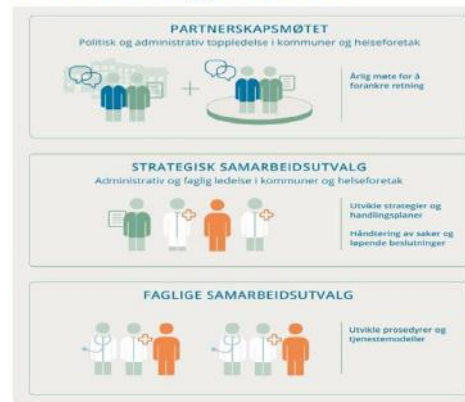 PARTNERSKAPSMØTET
Politisk og administrativ toppledelse i kommuner og helseforetak
Årlig møte for å
forankre retning
STRATEGISK SAMARBEIDSUTVALG
Administrativ og faglig ledelse i kommuner og helseforetak
Utvikle strategier og
handlingsplaner
Håndtering av saker og
løpende beslutninger
FAGLIGE SAMARBEIDSUTVALG
Utvikle prosedyrer og
tjenestemodeller